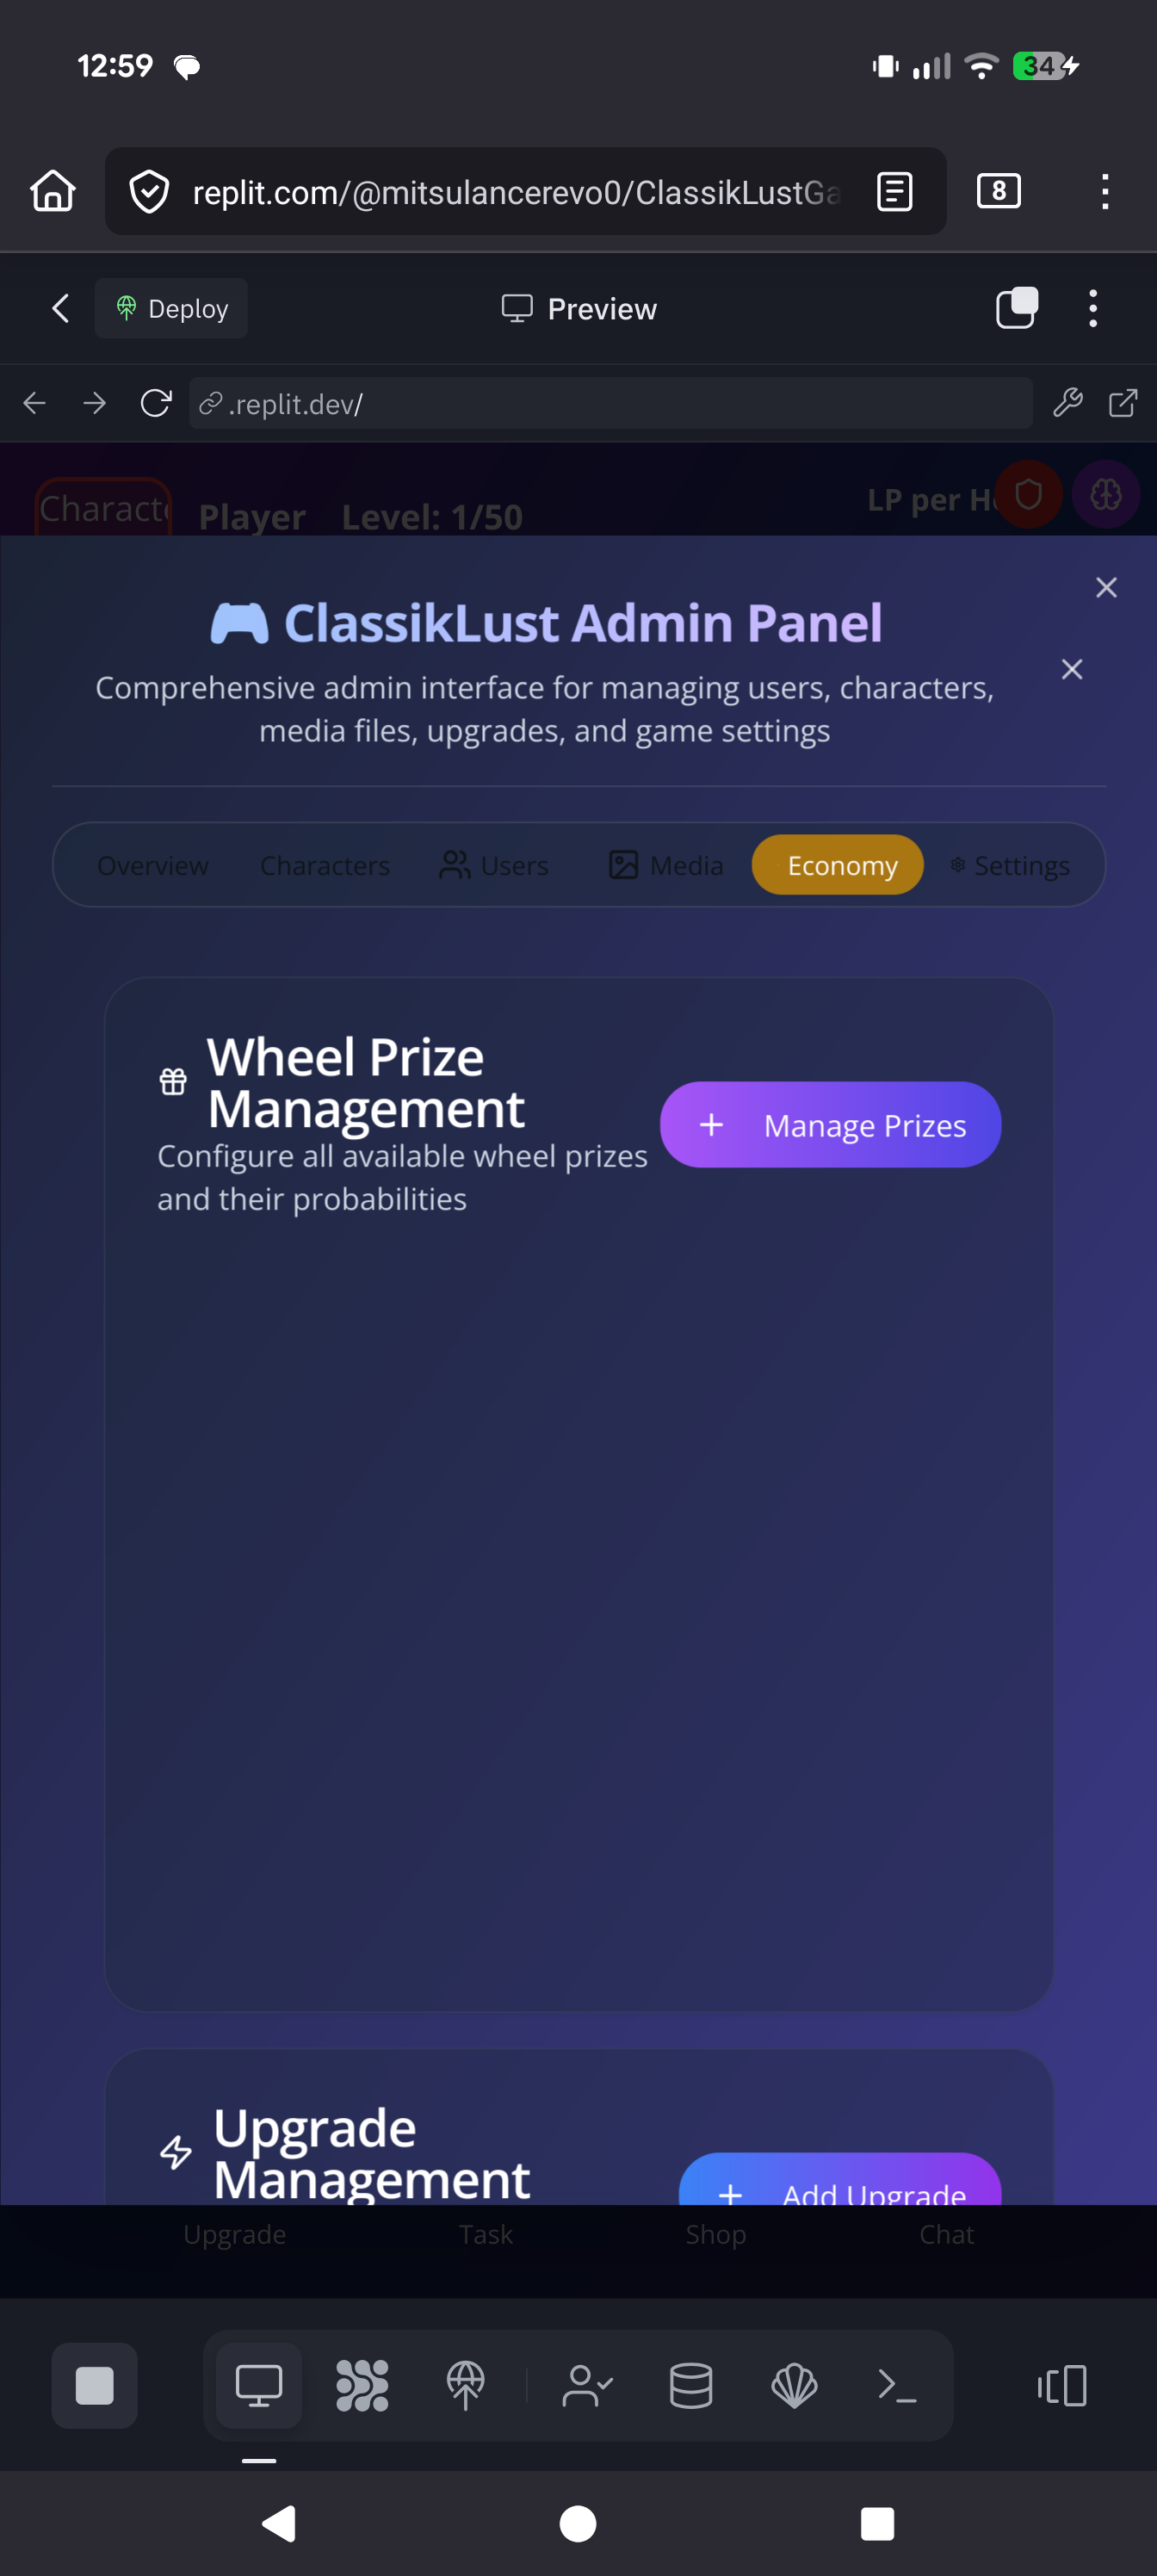 12:59
34
replit.com/@mitsulancerevo0/ClassikLustGa
8
Deploy
Preview
.replit.dev/
Characte
Player Level: 1/50
LP per Ho
ClassikLust Admin Panel
Comprehensive admin interface for managing users, characters,
media files, upgrades, and game settings
Overview Characters Users Media Economy Settings
Wheel Prize
Management
Manage Prizes
Configure all available wheel prizes
and their probabilities
Upgrade
Management
Add Upgrade
Upgrade Task Shop Chat